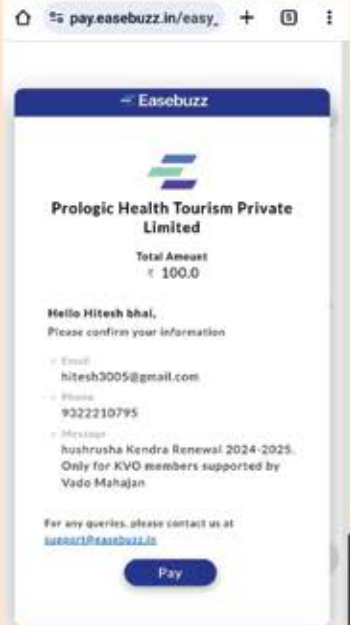 pay.easebuzz.in/easy_
Easebuzz
Prologic Health Tourism Private
Limited
Total Amount
₹ 100.0
Hello Hitesh bhai,
Please confirm your information
Email
hitesh3005@gmail.com
Phone
9322210795
Message
hushrusha Kendra Renewal 2024-2025.
Only for KVO members supported by
Vado Mahajan
For any queries, please contact us at
support@easebuzz.in
Pay